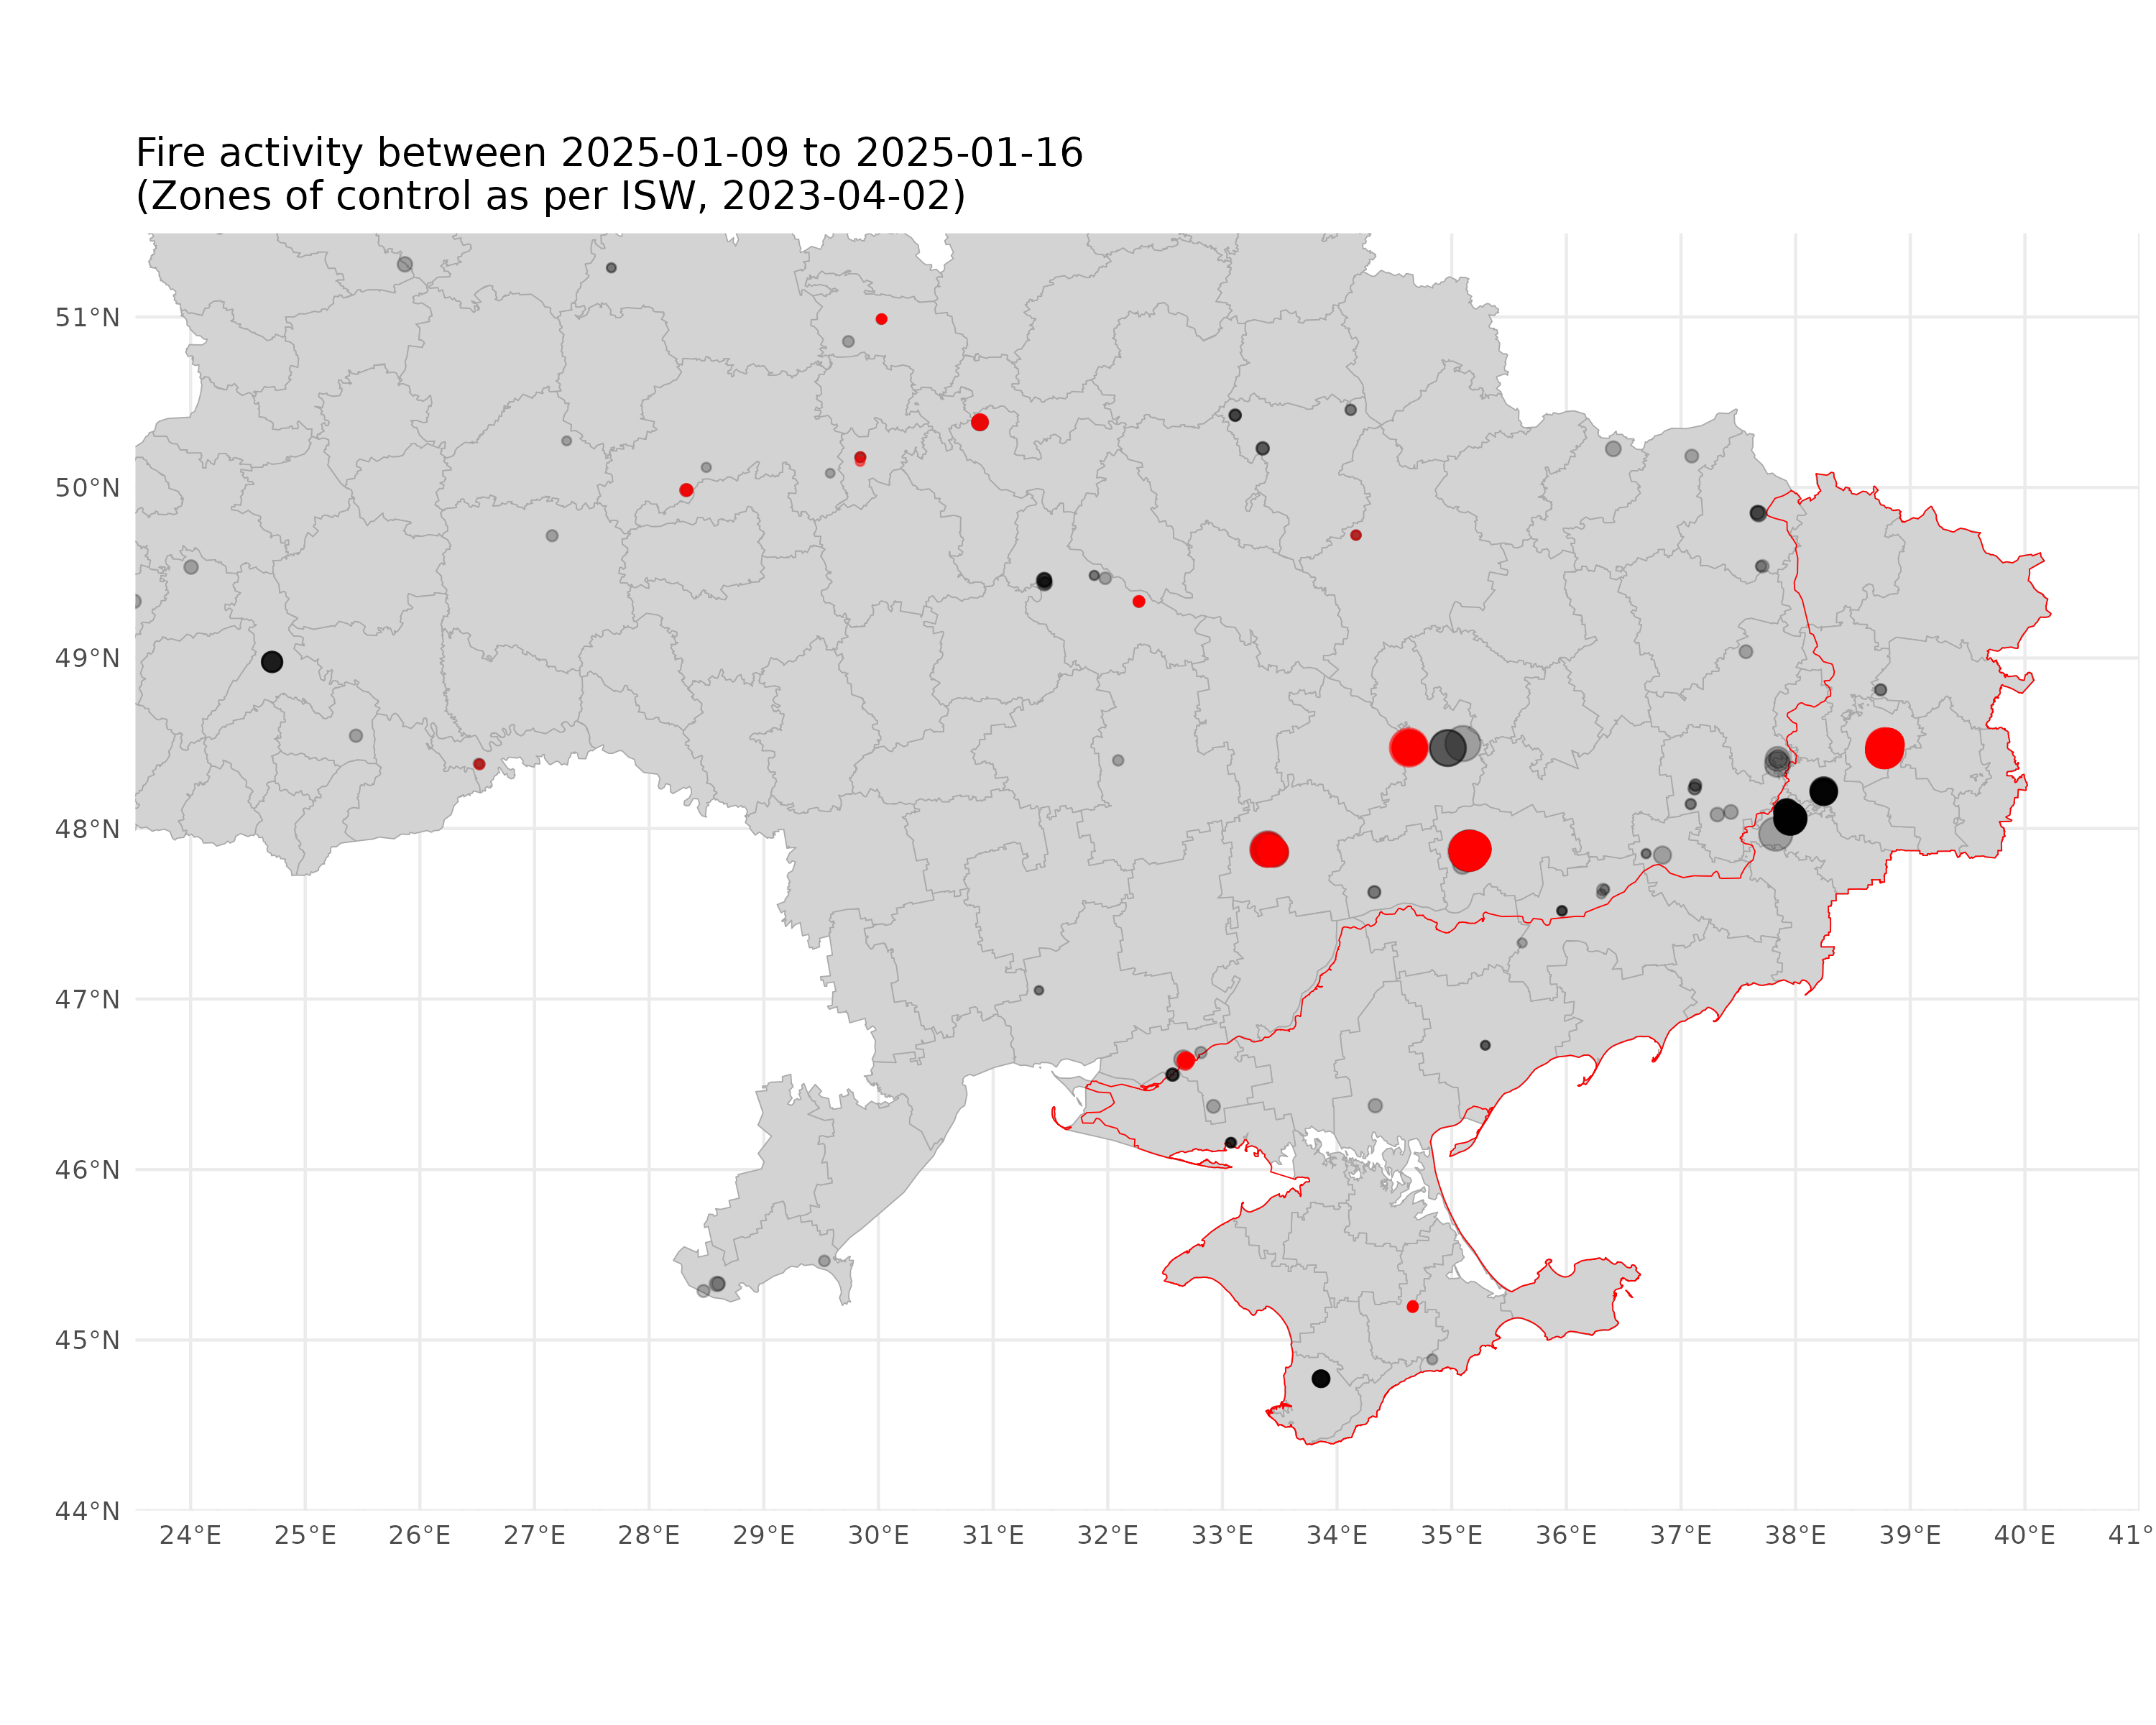 Fire activity between 2025-01-09 to 2025-01-16
(Zones of control as per ISW, 2023-04-02)
51°N
50°N
49°N
48°N
47°N
46°N
45°N
44°N
24°E 25°E 26°E 27°E 28°E 29°E 30°E 31°E 32°E 33°E 34°E 35°E 36°E 37°E 38°E 39°E 40°E 41°